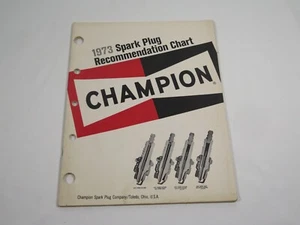 1973 Spark Plug
Recommendation Chart
CHAMPION
Champion Spark Plug Company/Toledo, Ohio, U.S.A.